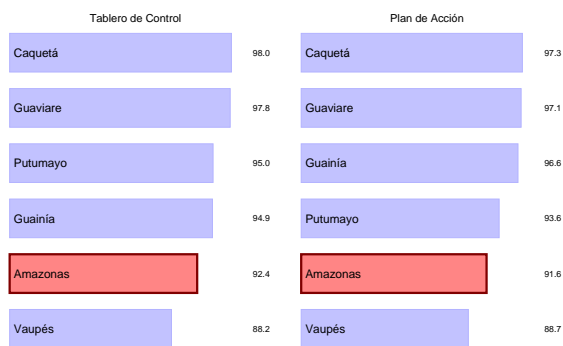 Tablero de Control
Caquetá 98.0
Guaviare 97.8
Putumayo 95.0
Guainía 94.9
Amazonas 92.4
Vaupés 88.2
Plan de Acción
Caquetá 97.3
Guaviare 97.1
Guainía 96.6
Putumayo 93.6
Amazonas 91.6
Vaupés 88.7